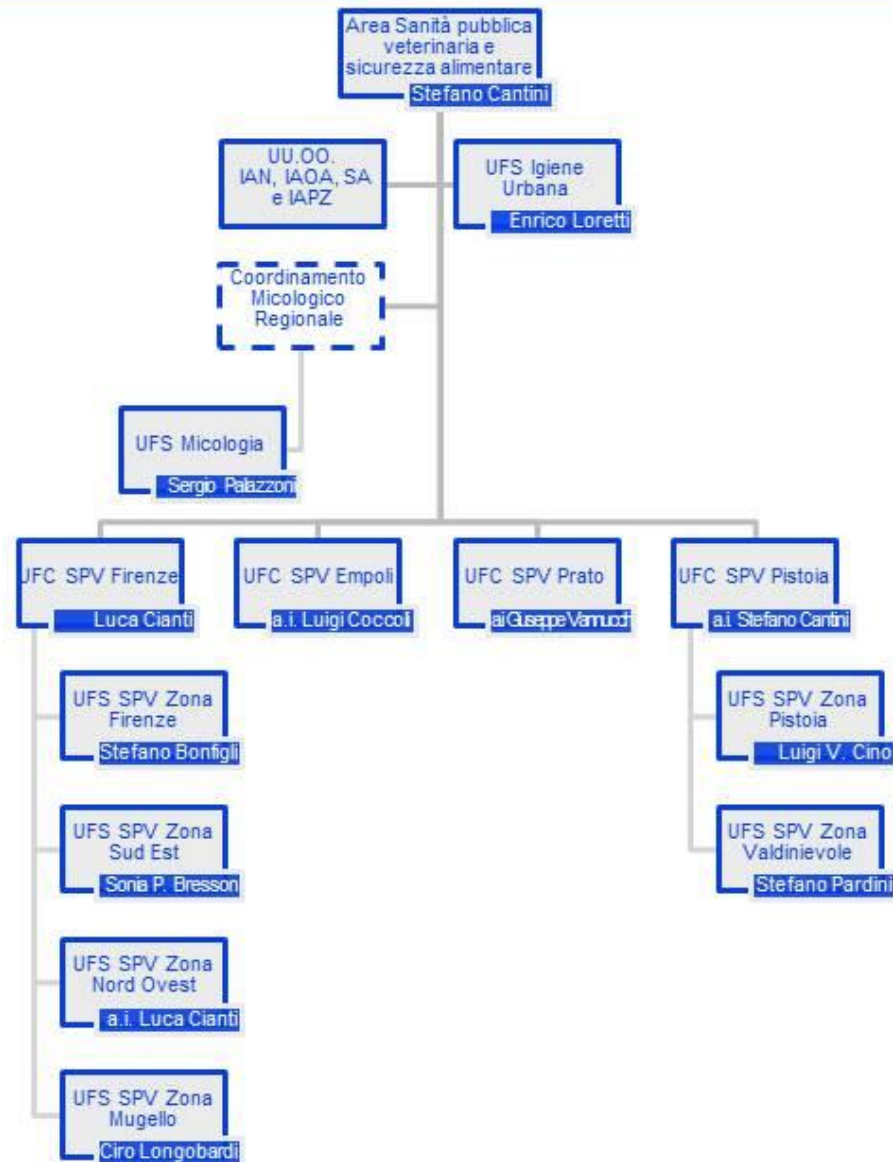 Area Sanità pubblica
veterinaria e
sicurezza alimentare
Stefano Cantini
UU.OO.
IAN, IAOA, SA
e IAPZ
UFS Igiene
Urbana
Enrico Loretti
Coordinamento
Micologico
Regionale
UFS Micologia
Sergio Palazzoni
UFC SPV Firenze
Luca Cianti
UFC SPV Empoli
a.i. Luigi Coccoli
UFC SPV Prato
ai Giuseppe Vannucch
UFC SPV Pistoia
a.i. Stefano Cantini
UFS SPV Zona
Firenze
Stefano Bonfigli
UFS SPV Zona
Sud Est
Sonia P. Bresson
UFS SPV Zona
Nord Ovest
a.i. Luca Cianti
UFS SPV Zona
Mugello
Ciro Longobardi
UFS SPV Zona
Pistoia
Luigi V. Cino
UFS SPV Zona
Valdinievole
Stefano Pardini